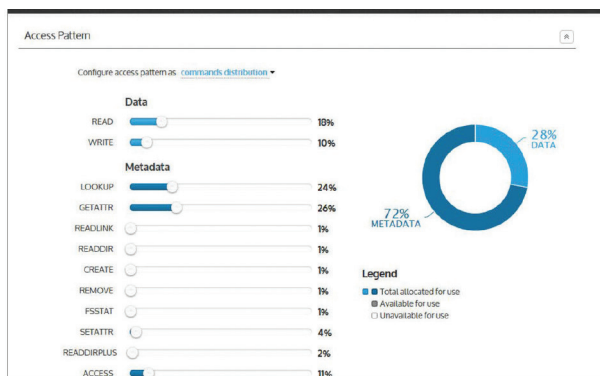 Access Pattern
Configure access pattern as commands distribution
Data
READ 18%
WRITE 10%
Metadata
LOOKUP 24%
GETATTR 26%
READLINK 1%
READDIR 1%
CREATE 1%
REMOVE 1%
FSSTAT 1%
SETATTR 4%
READDIRPLUS 2%
ACCESS 11%
28%
DATA
72%
METADATA
Legend
Total allocated for use
Available for use
Unavailable for use